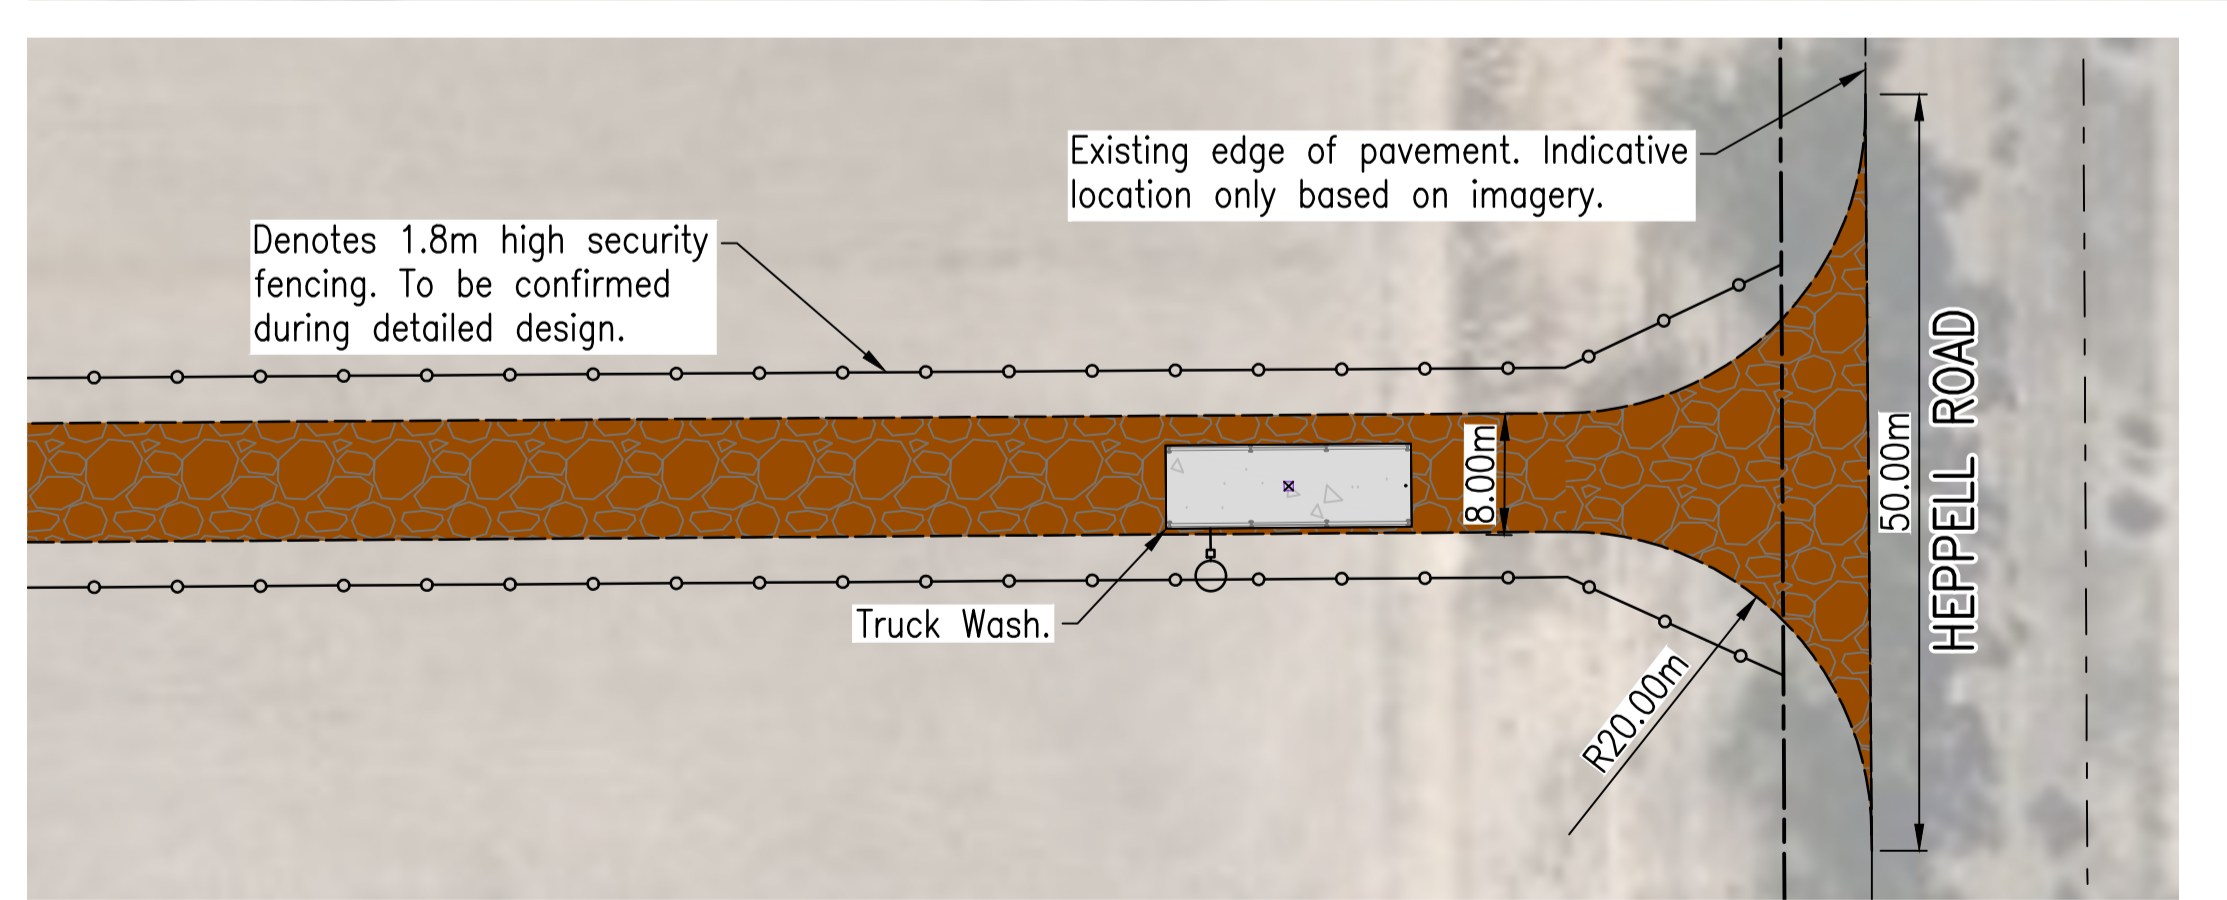 Existing edge of pavement. Indicative
location only based on imagery.
Denotes 1.8m high security
fencing. To be confirmed
during detailed design.
8.00m
50.00m
HEPPELL ROAD
Truck Wash.
R20.00m